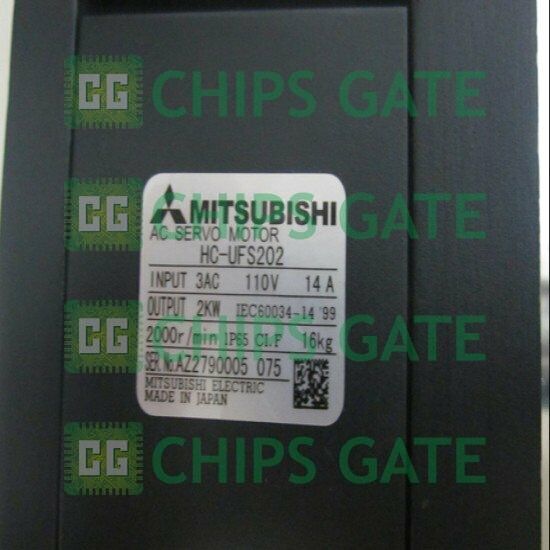 CG CHIPS GATE
CG CHIPS GATE
MITSUBISHI
AC SERVO MOTOR
HC-UFS202
INPUT 3AC 110V 14 A
OUTPUT 2KW IEC60034-14 '99
2000r/min IP65 Cl.F 16kg
SER.No.AZ2790005 075
MITSUBISHI ELECTRIC
MADE IN JAPAN
CG CHIPS GATE
CG CHIPS GATE